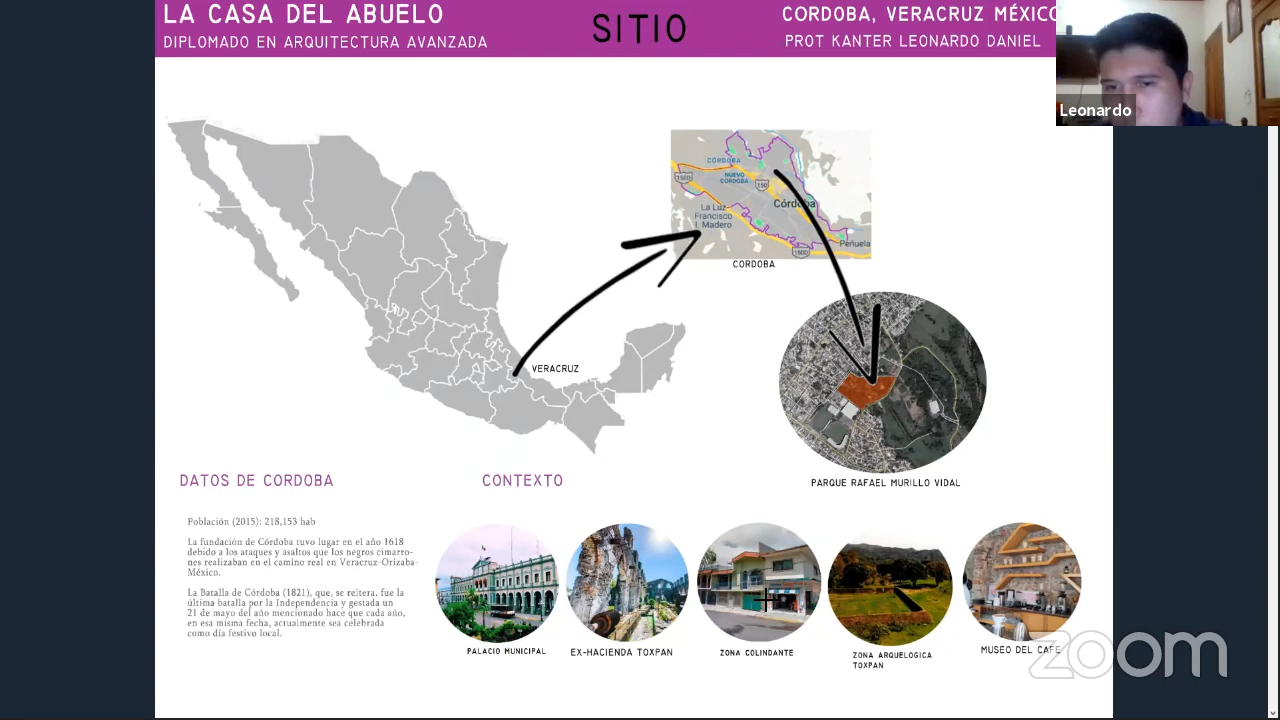 LA CASA DEL ABUELO
DIPLOMADO EN ARQUITECTURA AVANZADA
SITIO
CORDOBA, VERACRUZ MÉXICO
PROT KANTER LEONARDO DANIEL
Leonardo
CÓRDOBA
NUEVO
CORDOBA
150D
150
Córdoba
La Luz
Francisco
I. Madero
Peñuela
150D
CORDOBA
VERACRUZ
PARQUE RAFAEL MURILLO VIDAL
DATOS DE CORDOBA
CONTEXTO
Población (2015): 218,153 hab
La fundación de Córdoba tuvo lugar en el año 1618
debido a los ataques y asaltos que los negros cimarro-
nes realizaban en el camino real en Veracruz-Orizaba-
México.
La Batalla de Córdoba (1821), que, se reitera, fue la
última batalla por la Independencia y gestada un
21 de mayo del año mencionado hace que cada año,
en esa misma fecha, actualmente sea celebrada
como día festivo local.
PALACIO MUNICIPAL
EX-HACIENDA TOXPAN
ZONA COLINDANTE
ZONA ARQUELOGICA
TOXPAN
MUSEO DEL CAFE
zoom